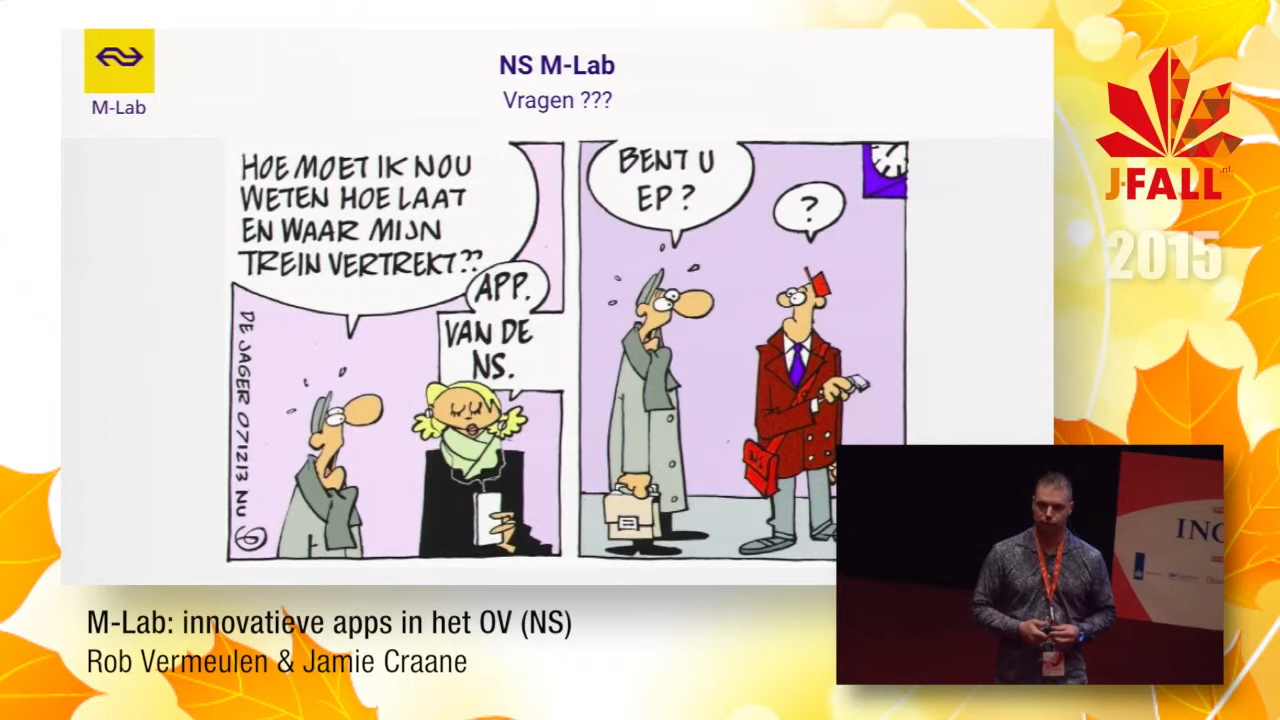 M-Lab
NS M-Lab
Vragen ???
HOE MOET IK NOU
WETEN HOE LAAT
EN WAAR MIJN
TREIN VERTREKT??
APP.
VAN DE
NS.
DE JAGER 071213 NU
BENT U
EP?
?
NS
J-FALL
.nl
2015
ING
M-Lab: innovatieve apps in het OV (NS)
Rob Vermeulen & Jamie Craane